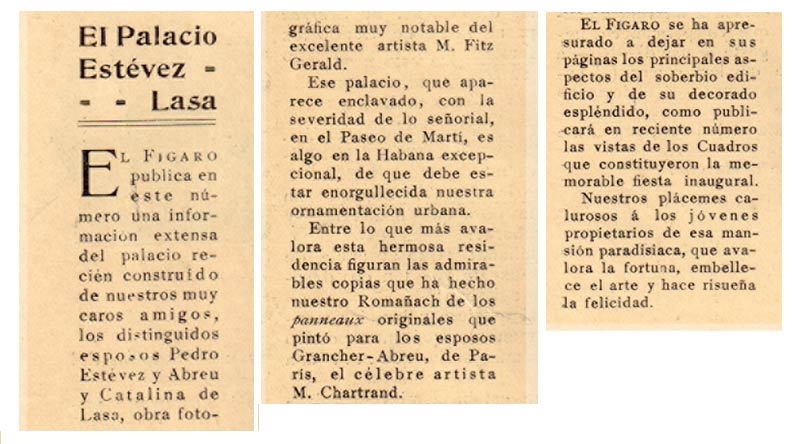 El Palacio
Estévez -
- - Lasa
EL FIGARO
publica en
este nú-
mero una infor-
mación extensa
del palacio re-
cién construído
de nuestros muy
caros amigos,
los distinguidos
esposos Pedro
Estévez y Abreu
y Catalina de
Lasa, obra foto-
gráfica muy notable del
excelente artista M. Fitz
Gerald.
Ese palacio, que apa-
rece enclavado, con la
severidad de lo señorial,
en el Paseo de Martí, es
algo en la Habana excep-
cional, de que debe es-
tar enorgullecida nuestra
ornamentación urbana.
Entre lo que más ava-
lora esta hermosa resi-
dencia figuran las admira-
bles copias que ha hecho
nuestro Romañach de los
panneaux originales que
pintó para los esposos
Grancher-Abreu, de Pa-
rís, el célebre artista
M. Chartrand.
EL FIGARO se ha apre-
surado a dejar en sus
páginas los principales as-
pectos del soberbio edi-
ficio y de su decorado
espléndido, como publi-
cará en reciente número
las vistas de los Cuadros
que constituyeron la me-
morable fiesta inaugural.
Nuestros plácemes ca-
lurosos á los jóvenes
propietarios de esa man-
sión paradisiaca, que ava-
lora la fortuna, embelle-
ce el arte y hace risueña
la felicidad.